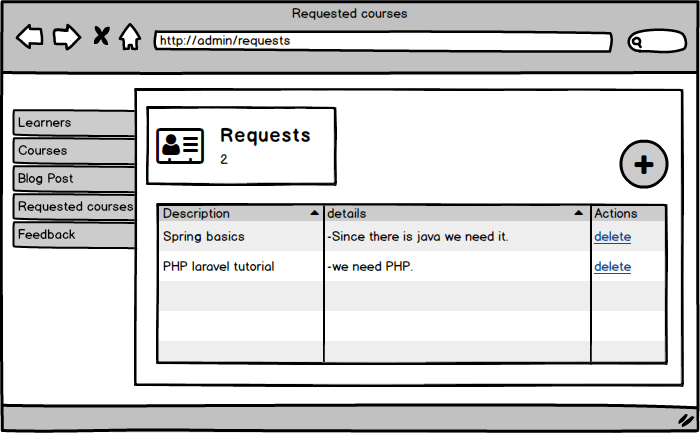 Requested courses
http://admin/requests
Learners
Courses
Blog Post
Requested courses
Feedback
Requests
2
Description details Actions
Spring basics -Since there is java we need it. delete
PHP laravel tutorial -we need PHP. delete